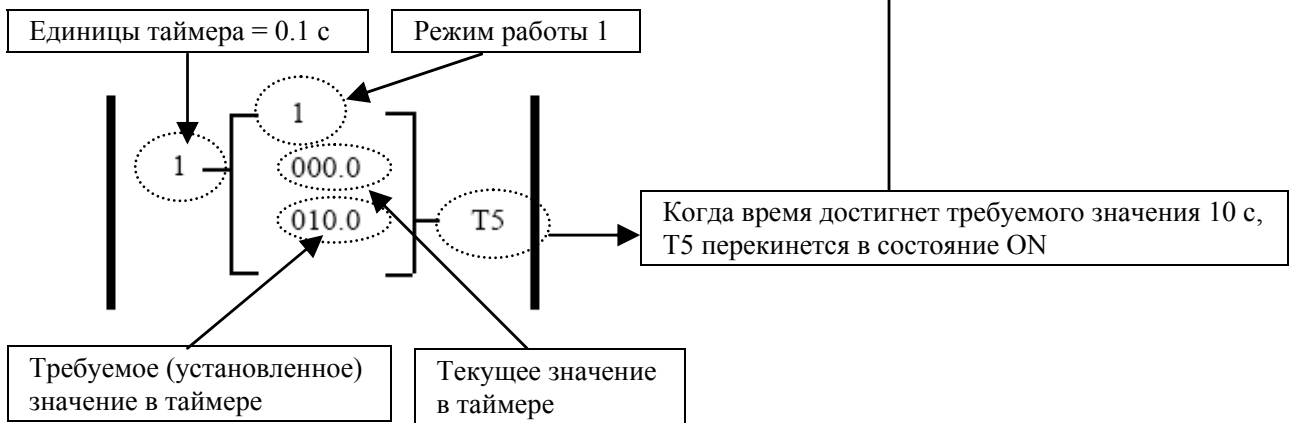 Единицы таймера = 0.1 с
Режим работы 1
1
1
000.0
010.0
T5
Когда время достигнет требуемого значения 10 с,
T5 перекинется в состояние ON
Требуемое (установленное)
значение в таймере
Текущее значение
в таймере